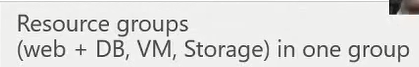 Resource groups
(web + DB, VM, Storage) in one group